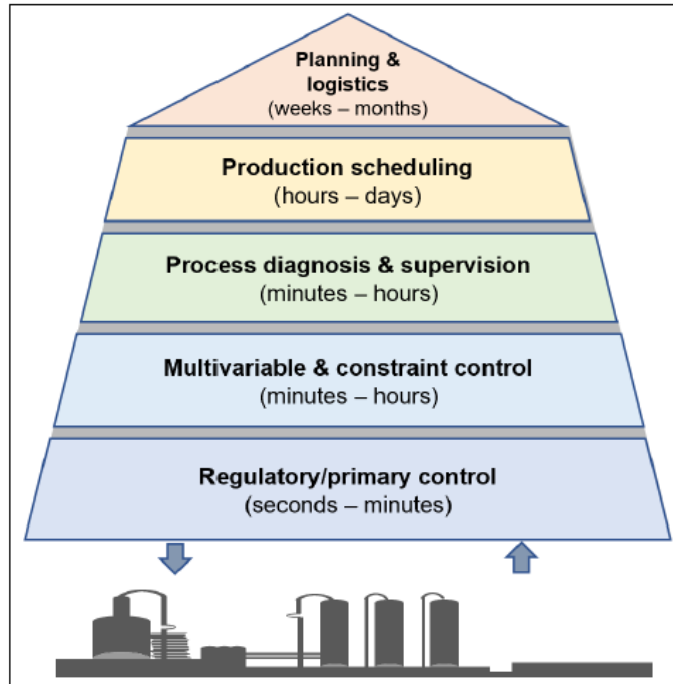 Planning &
logistics
(weeks – months)
Production scheduling
(hours – days)
Process diagnosis & supervision
(minutes – hours)
Multivariable & constraint control
(minutes – hours)
Regulatory/primary control
(seconds – minutes)